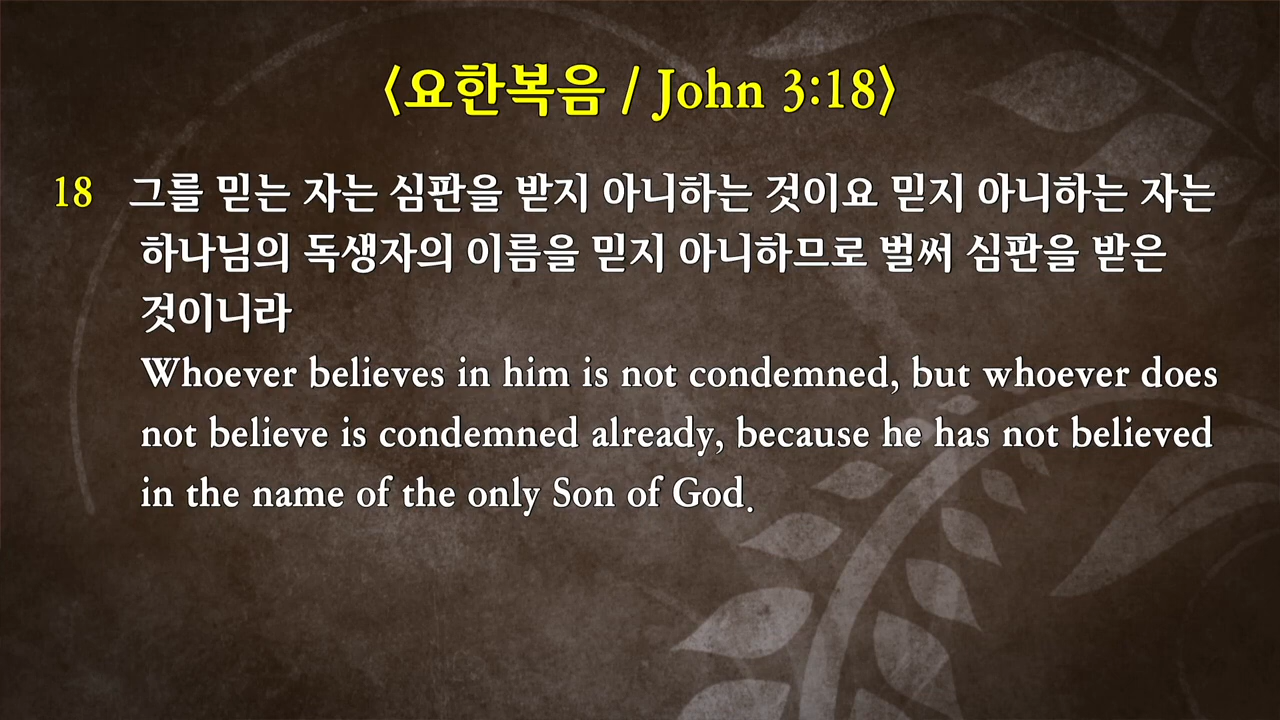 〈요한복음 / John 3:18〉
18 그를 믿는 자는 심판을 받지 아니하는 것이요 믿지 아니하는 자는
하나님의 독생자의 이름을 믿지 아니하므로 벌써 심판을 받은
것이니라
Whoever believes in him is not condemned, but whoever does
not believe is condemned already, because he has not believed
in the name of the only Son of God.